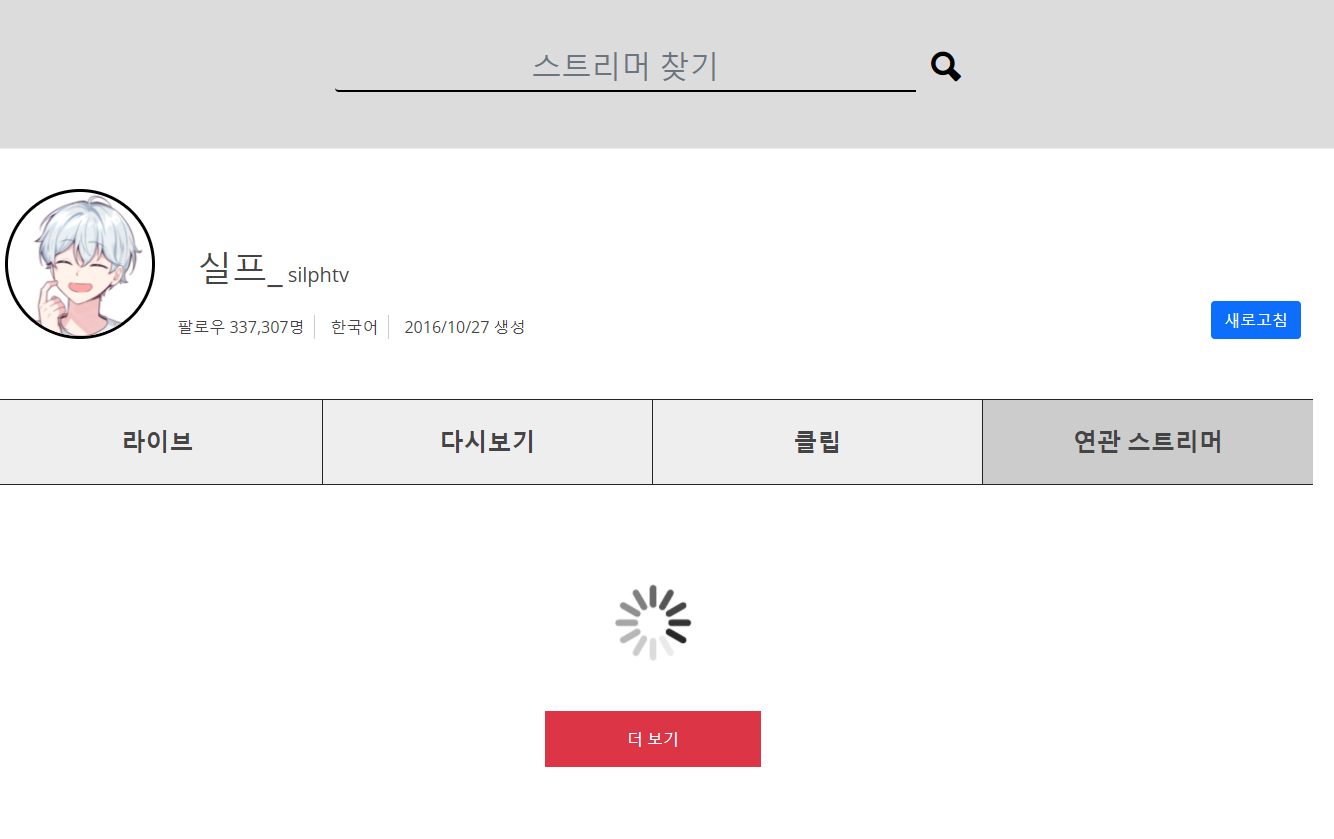 스트리머 찾기
실프_ silphtv
팔로우 337,307명 한국어 2016/10/27 생성
새로고침
라이브 다시보기 클립 연관 스트리머
더 보기